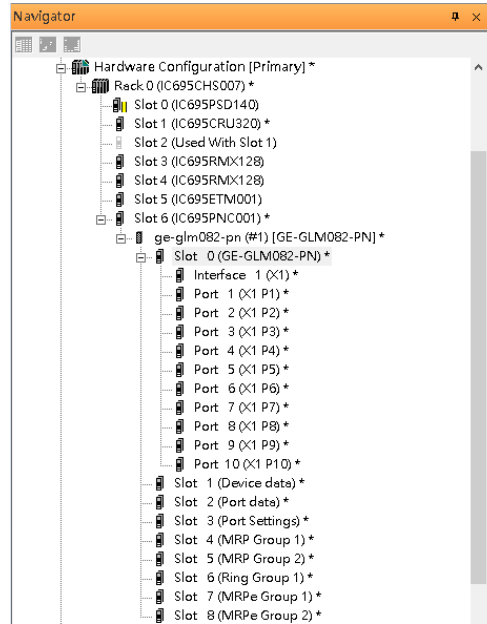 Navigator
Hardware Configuration [Primary] *
Rack 0 (IC695CHS007) *
Slot 0 (IC695PSD140)
Slot 1 (IC695CRU320) *
Slot 2 (Used With Slot 1)
Slot 3 (IC695RMX128)
Slot 4 (IC695RMX128)
Slot 5 (IC695ETM001)
Slot 6 (IC695PNC001) *
ge-glm082-pn (#1) [GE-GLM082-PN] *
Slot 0 (GE-GLM082-PN) *
Interface 1 (X1) *
Port 1 (X1 P1) *
Port 2 (X1 P2) *
Port 3 (X1 P3) *
Port 4 (X1 P4) *
Port 5 (X1 P5) *
Port 6 (X1 P6) *
Port 7 (X1 P7) *
Port 8 (X1 P8) *
Port 9 (X1 P9) *
Port 10 (X1 P10) *
Slot 1 (Device data) *
Slot 2 (Port data) *
Slot 3 (Port Settings) *
Slot 4 (MRP Group 1) *
Slot 5 (MRP Group 2) *
Slot 6 (Ring Group 1) *
Slot 7 (MRPe Group 1) *
Slot 8 (MRPe Group 2) *